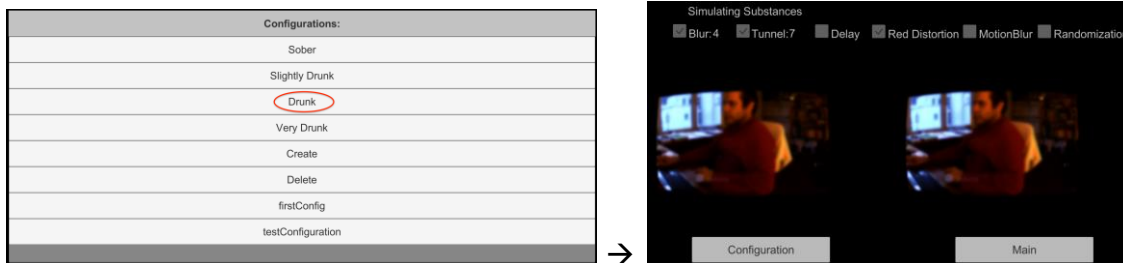 Configurations:
Sober
Slightly Drunk
Drunk
Very Drunk
Create
Delete
firstConfig
testConfiguration
→
Simulating Substances
Blur:4 Tunnel:7 Delay Red Distortion MotionBlur Randomizatio
Configuration Main